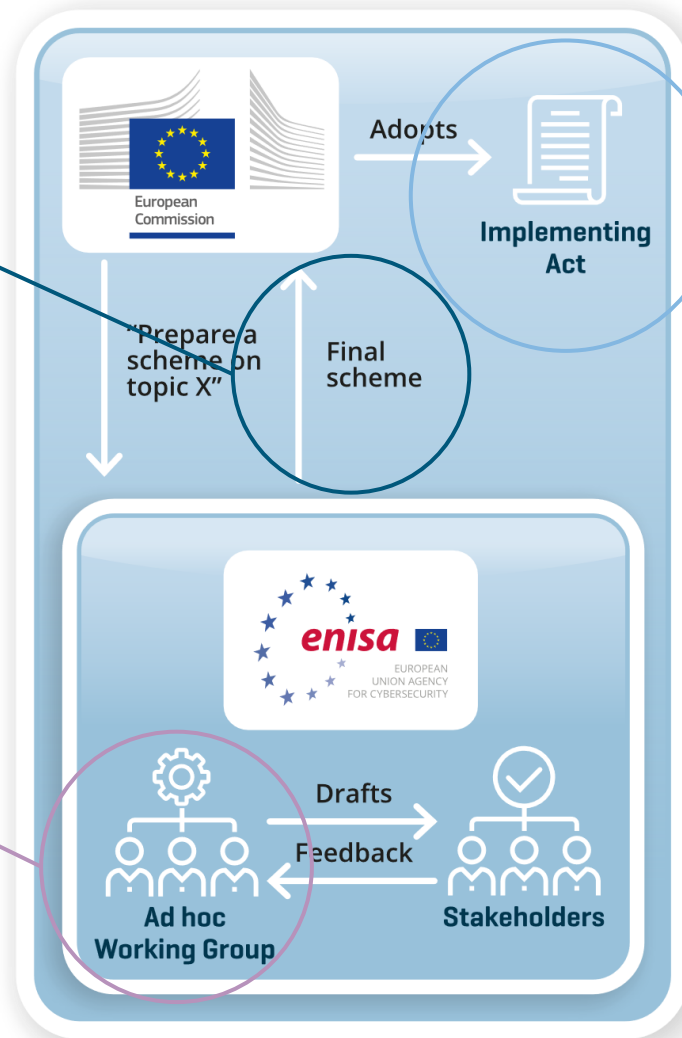 European
Commission
Adopts
Implementing
Act
“Prepare a
scheme on
topic X”
Final
scheme
enisa
EUROPEAN
UNION AGENCY
FOR CYBERSECURITY
Drafts
Feedback
Ad hoc
Working Group
Stakeholders